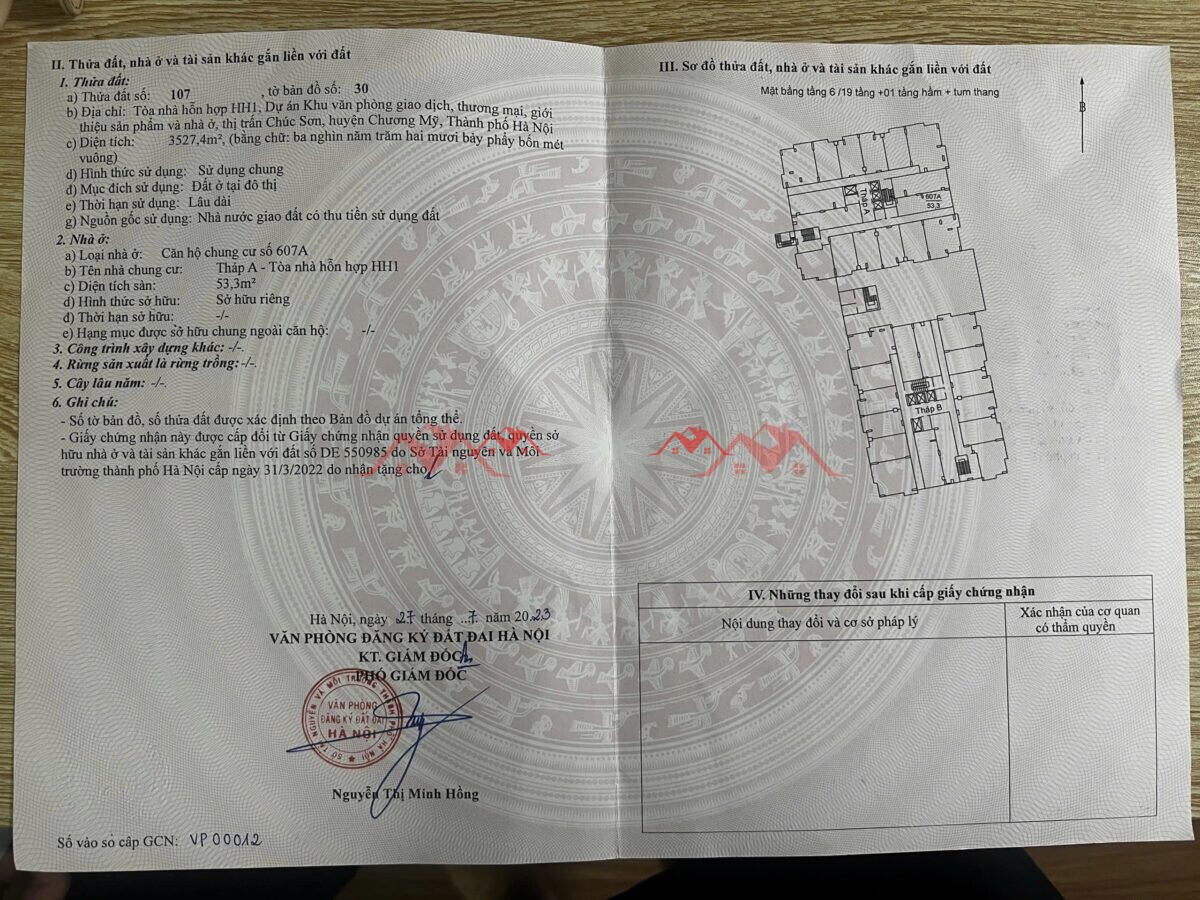 II. Thửa đất, nhà ở và tài sản khác gắn liền với đất
1. Thửa đất:
a) Thửa đất số: 107 , tờ bản đồ số: 30
b) Địa chỉ: Tòa nhà hỗn hợp HH1, Dự án Khu văn phòng giao dịch, thương mại, giới
thiệu sản phẩm và nhà ở, thị trấn Chúc Sơn, huyện Chương Mỹ, Thành phố Hà Nội
c) Diện tích: 3527,4m², (bằng chữ: ba nghìn năm trăm hai mươi bảy phẩy bốn mét
vuông)
d) Hình thức sử dụng: Sử dụng chung
đ) Mục đích sử dụng: Đất ở tại đô thị
e) Thời hạn sử dụng: Lâu dài
g) Nguồn gốc sử dụng: Nhà nước giao đất có thu tiền sử dụng đất
2. Nhà ở:
a) Loại nhà ở: Căn hộ chung cư số 607A
b) Tên nhà chung cư: Tháp A - Tòa nhà hỗn hợp HH1
c) Diện tích sàn: 53,3m²
d) Hình thức sở hữu: Sở hữu riêng
đ) Thời hạn sở hữu: -/-
e) Hạng mục được sở hữu chung ngoài căn hộ: -/-
3. Công trình xây dựng khác: -/-.
4. Rừng sản xuất là rừng trồng: -/-.
5. Cây lâu năm: -/-.
6. Ghi chú:
- Số tờ bản đồ, số thửa đất được xác định theo Bản đồ dự án tổng thể.
- Giấy chứng nhận này được cấp đổi từ Giấy chứng nhận quyền sử dụng đất, quyền sở
hữu nhà ở và tài sản khác gắn liền với đất số DE 550985 do Sở Tài nguyên và Môi
trường thành phố Hà Nội cấp ngày 31/3/2022 do nhận tặng cho
Hà Nội, ngày 27 tháng ..7. năm 2023
VĂN PHÒNG ĐĂNG KÝ ĐẤT ĐAI HÀ NỘI
KT. GIÁM ĐỐC
PHÓ GIÁM ĐỐC
SỞ TÀI NGUYÊN VÀ MÔI TRƯỜNG THÀNH PHỐ HÀ NỘI
VĂN PHÒNG
ĐĂNG KÝ ĐẤT ĐAI
HÀ NỘI
Nguyễn Thị Minh Hồng
Số vào sổ cấp GCN: VP00012
III. Sơ đồ thửa đất, nhà ở và tài sản khác gắn liền với đất
Mặt bằng tầng 6 /19 tầng +01 tầng hầm + tum thang
B
Tháp A
607A
53,3
Tháp B
IV. Những thay đổi sau khi cấp giấy chứng nhận
Nội dung thay đổi và cơ sở pháp lý
Xác nhận của cơ quan
có thẩm quyền